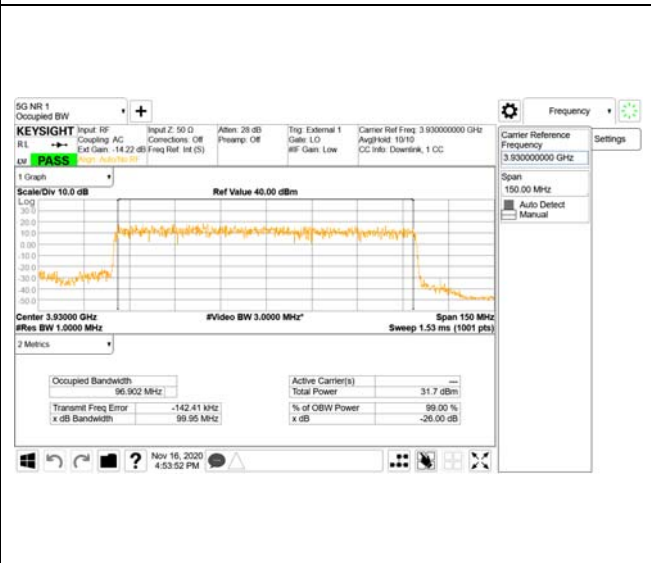 5G NR 1
Occupied BW
Frequency
KEYSIGHT
R L
PASS
Input: RF
Coupling: AC
Ext Gain: -14.22 dB
Align: Auto/No RF
Input Z: 50 Ω
Corrections: Off
Freq Ref: Int (S)
Atten: 28 dB
Preamp: Off
Trig: External 1
Gate: LO
#IF Gain: Low
Carrier Ref Freq: 3.930000000 GHz
Avg|Hold: 10/10
CC Info: Downlink, 1 CC
Carrier Reference
Frequency
3.930000000 GHz
Settings
Span
150.00 MHz
Auto Detect
Manual
1 Graph
Scale/Div 10.0 dB
Ref Value 40.00 dBm
Log
30.0
20.0
10.0
0.00
-10.0
-20.0
-30.0
-40.0
-50.0
Center 3.93000 GHz
#Video BW 3.0000 MHz*
Span 150 MHz
#Res BW 1.0000 MHz
Sweep 1.53 ms (1001 pts)
2 Metrics
Occupied Bandwidth
96.902 MHz
Active Carrier(s) —
Total Power 31.7 dBm
Transmit Freq Error -142.41 kHz
x dB Bandwidth 99.95 MHz
% of OBW Power 99.00 %
x dB -26.00 dB
?
Nov 16, 2020
4:53:52 PM